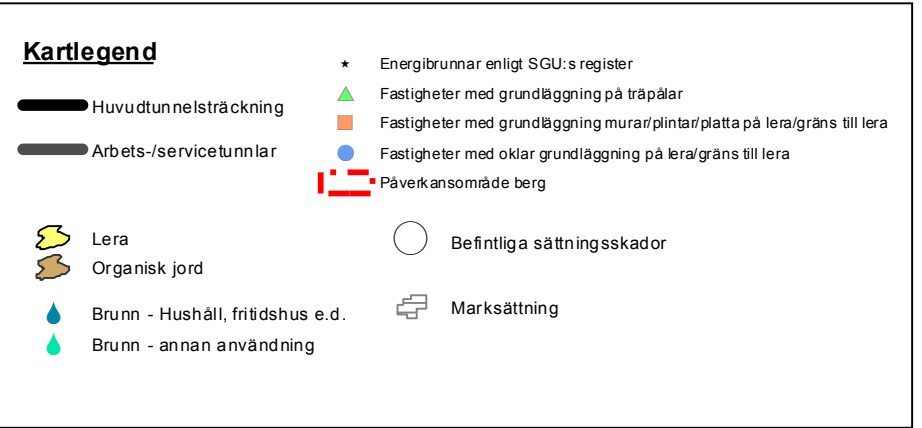 Kartlegend
Huvudtunnelsträckning
Arbets-/servicetunnlar
Energibrunnar enligt SGU:s register
Fastigheter med grundläggning på träpålar
Fastigheter med grundläggning murar/plintar/platta på lera/gräns till lera
Fastigheter med oklar grundläggning på lera/gräns till lera
Påverkansområde berg
Lera
Organisk jord
Brunn - Hushåll, fritidshus e.d.
Brunn - annan användning
Befintliga sättningsskador
Marksättning